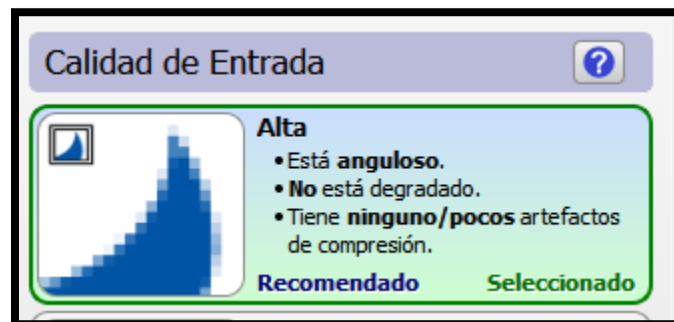 Calidad de Entrada
Alta
•Está anguloso.
•No está degradado.
•Tiene ninguno/pocos artefactos
de compresión.
Recomendado Seleccionado